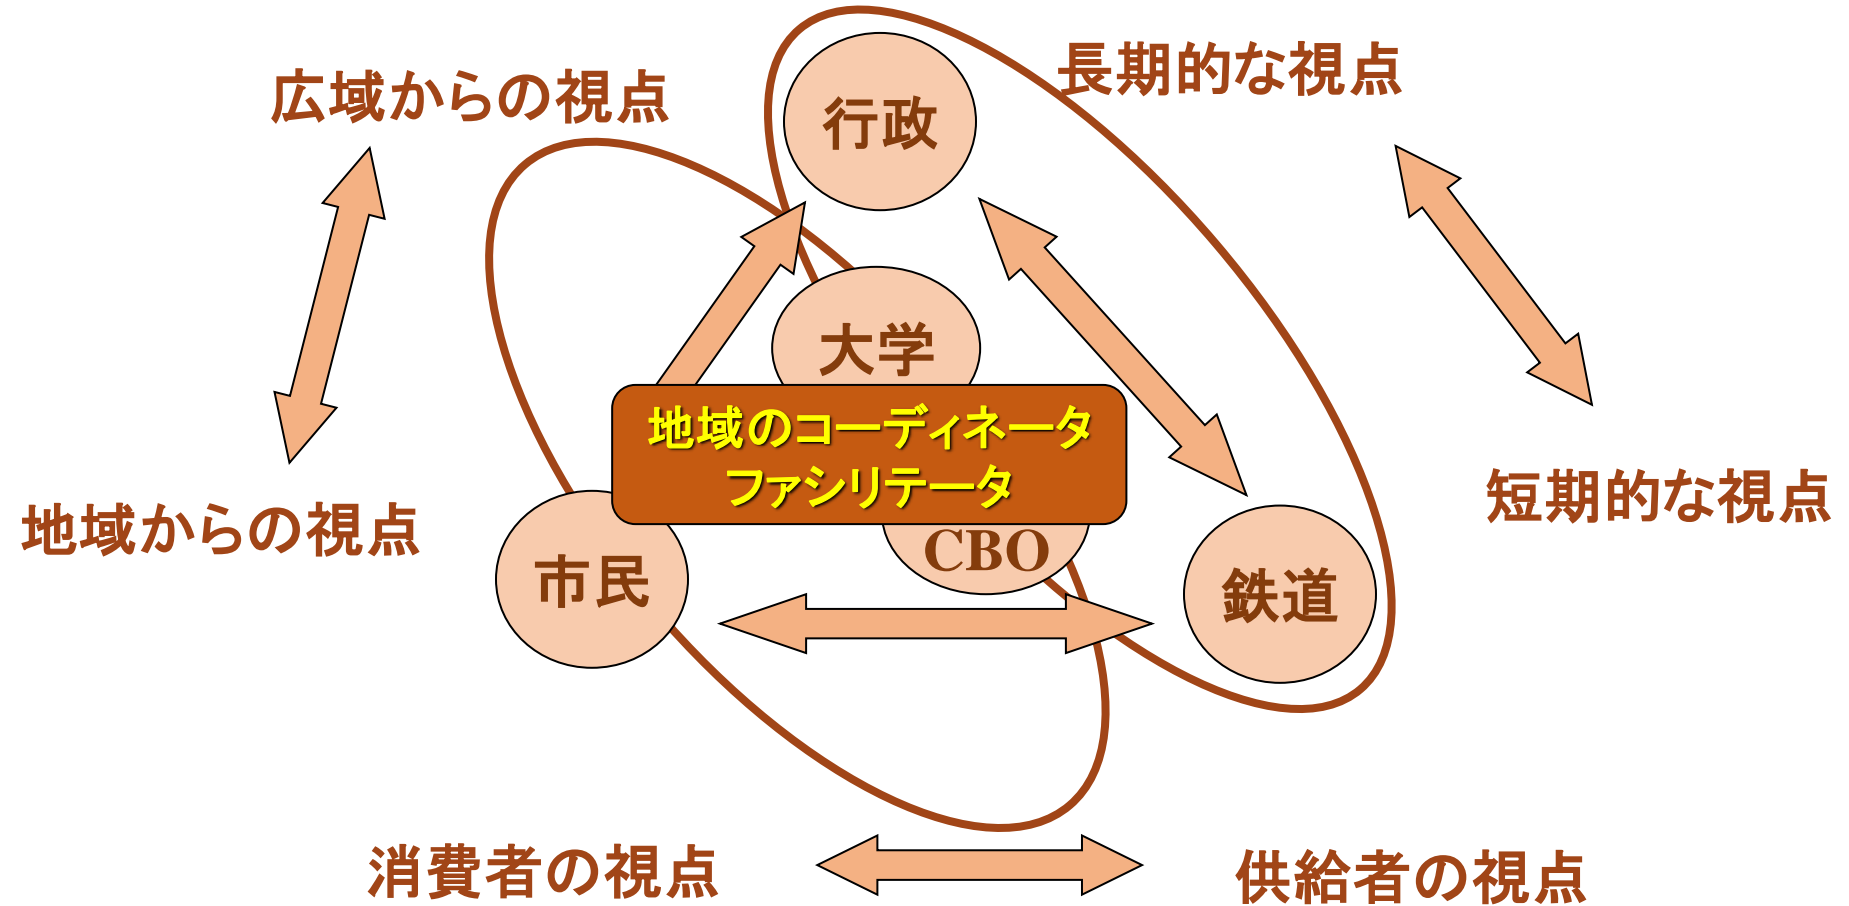 長期的な視点
広域からの視点
行政
大学
地域のコーディネータ
ファシリテータ
短期的な視点
地域からの視点
CBO
市民
鉄道
消費者の視点
供給者の視点